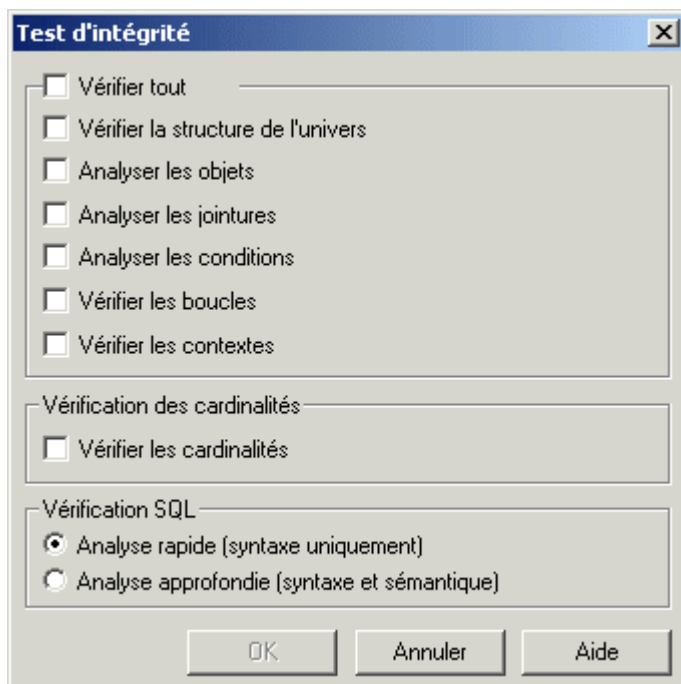 Test d'intégrité
Vérifier tout
Vérifier la structure de l'univers
Analyser les objets
Analyser les jointures
Analyser les conditions
Vérifier les boucles
Vérifier les contextes
Vérification des cardinalités
Vérifier les cardinalités
Vérification SQL
Analyse rapide (syntaxe uniquement)
Analyse approfondie (syntaxe et sémantique)
OK Annuler Aide